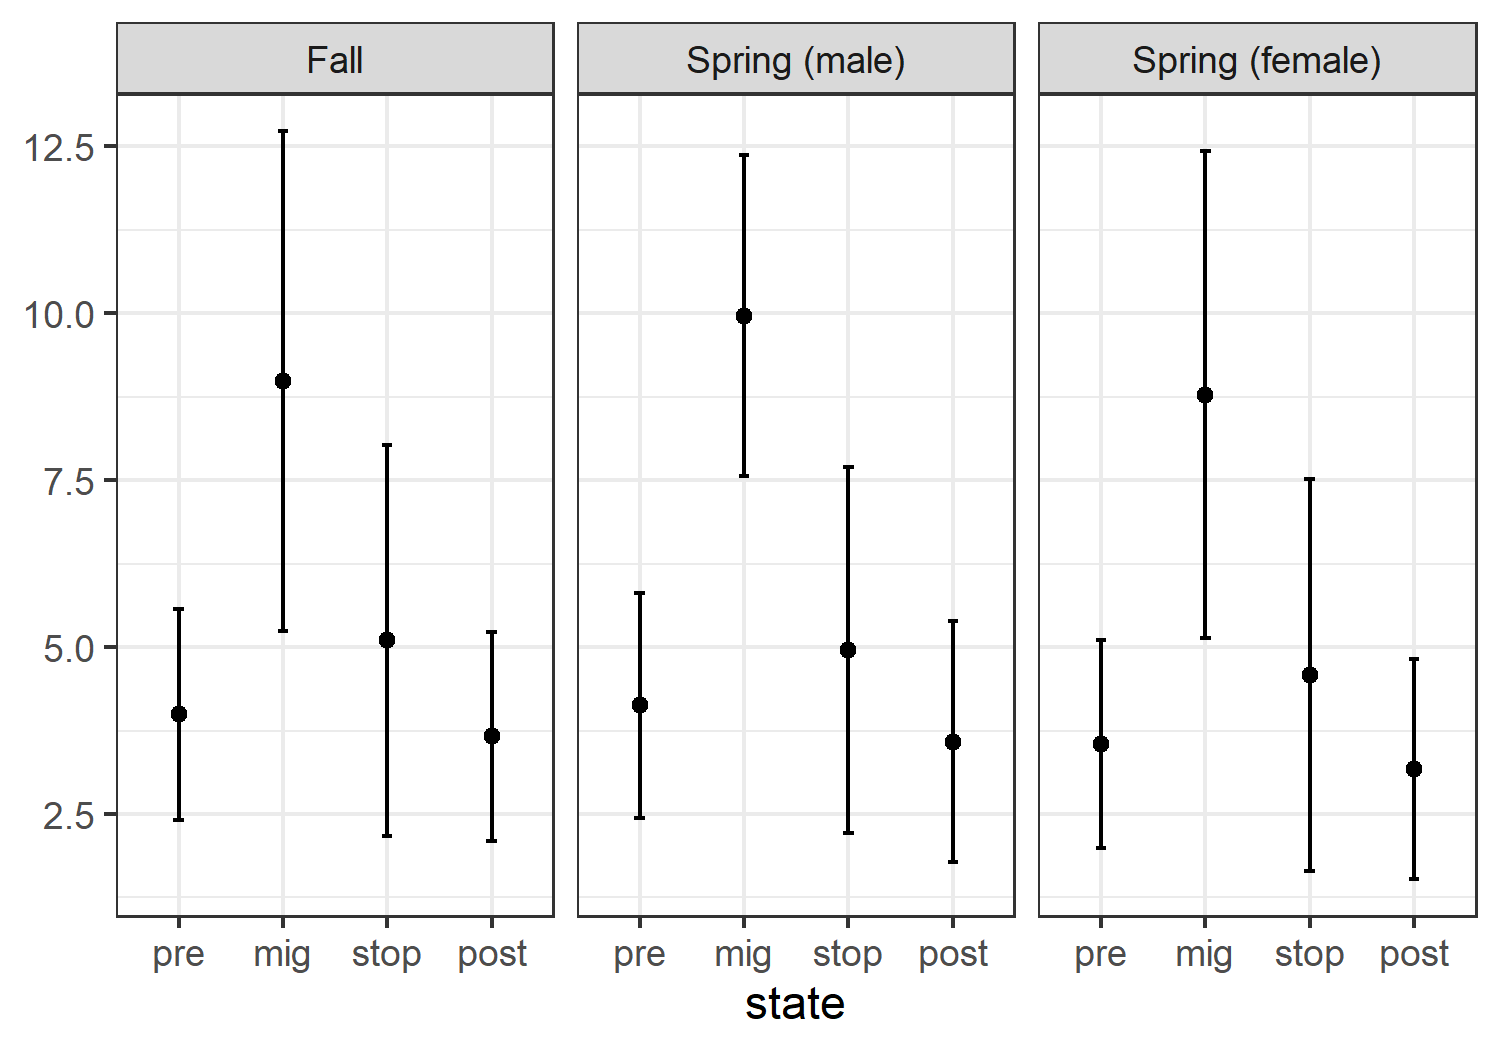 Fall Spring (male) Spring (female)
12.5
10.0
7.5
5.0
2.5
pre mig stop post pre mig stop post pre mig stop post
state